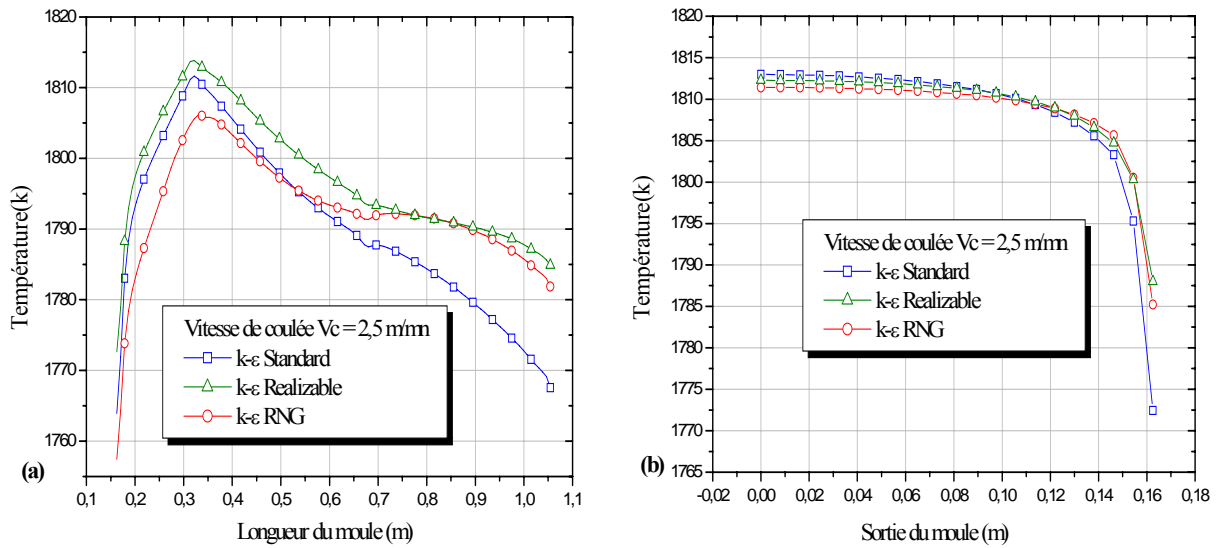 1820
1810
1800
1790
1780
1770
1760
Température(k)
Vitesse de coulée Vc = 2,5 m/mn
k-ε Standard
k-ε Realizable
k-ε RNG
(a)
0,1 0,2 0,3 0,4 0,5 0,6 0,7 0,8 0,9 1,0 1,1
Longueur du moule (m)
1820
1815
1810
1805
1800
1795
1790
1785
1780
1775
1770
1765
Température(k)
Vitesse de coulée Vc = 2,5 m/mn
k-ε Standard
k-ε Realizable
k-ε RNG
(b)
-0,02 0,00 0,02 0,04 0,06 0,08 0,10 0,12 0,14 0,16 0,18
Sortie du moule (m)